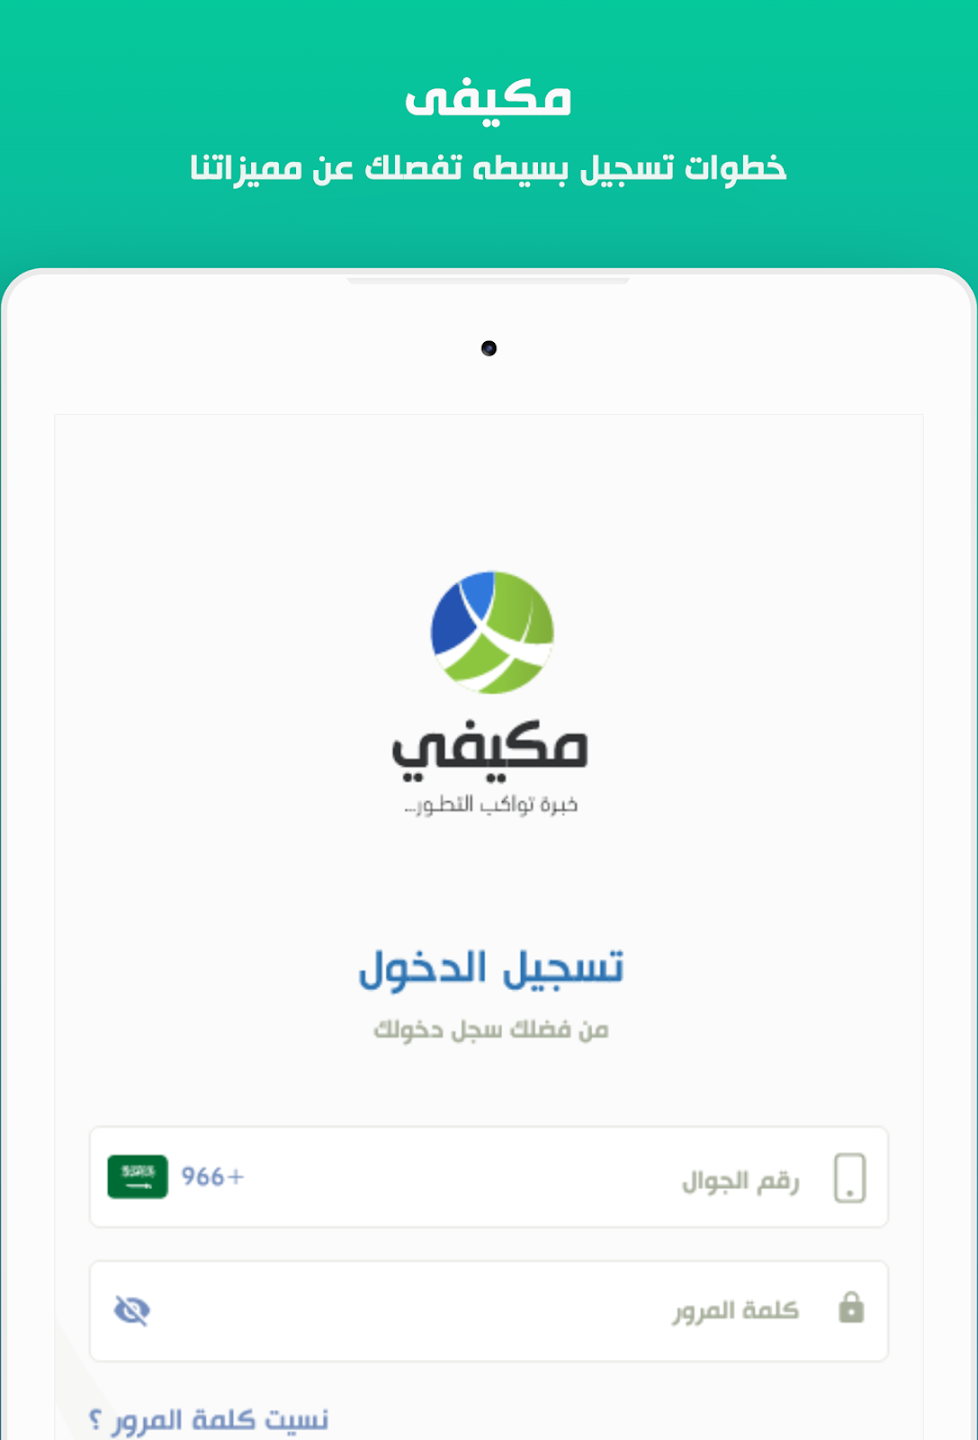 مكيفى
خطوات تسجيل بسيطه تفصلك عن مميزاتنا
مكيفي
خبرة تواكب التطور...
تسجيل الدخول
من فضلك سجل دخولك
رقم الجوال
966+
كلمة المرور
نسيت كلمة المرور ؟